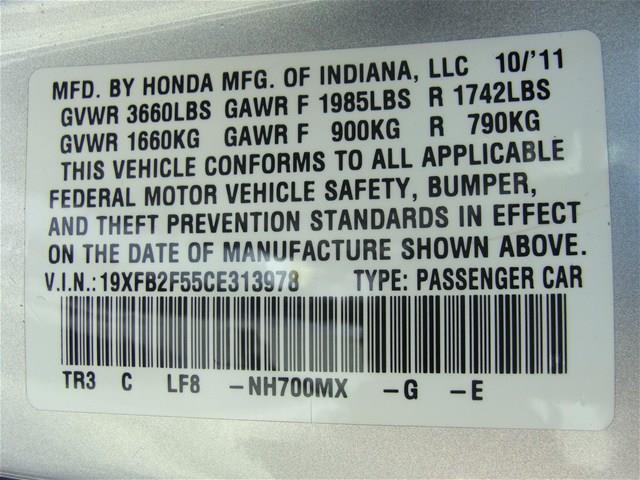 MFD. BY HONDA MFG. OF INDIANA, LLC 10/'11
GVWR 3660LBS GAWR F 1985LBS R 1742LBS
GVWR 1660KG GAWR F 900KG R 790KG
THIS VEHICLE CONFORMS TO ALL APPLICABLE
FEDERAL MOTOR VEHICLE SAFETY, BUMPER,
AND THEFT PREVENTION STANDARDS IN EFFECT
ON THE DATE OF MANUFACTURE SHOWN ABOVE.
V.I.N.:19XFB2F55CE313978 TYPE: PASSENGER CAR
TR3 C LF8 -NH700MX -G -E